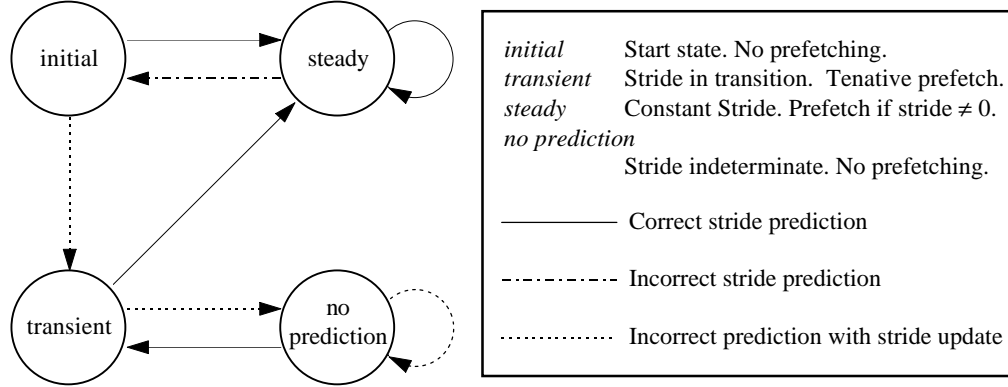 initial
steady
transient
no
prediction
initial Start state. No prefetching.
transient Stride in transition. Tenative prefetch.
steady Constant Stride. Prefetch if stride ≠ 0.
no prediction
Stride indeterminate. No prefetching.
Correct stride prediction
Incorrect stride prediction
Incorrect prediction with stride update